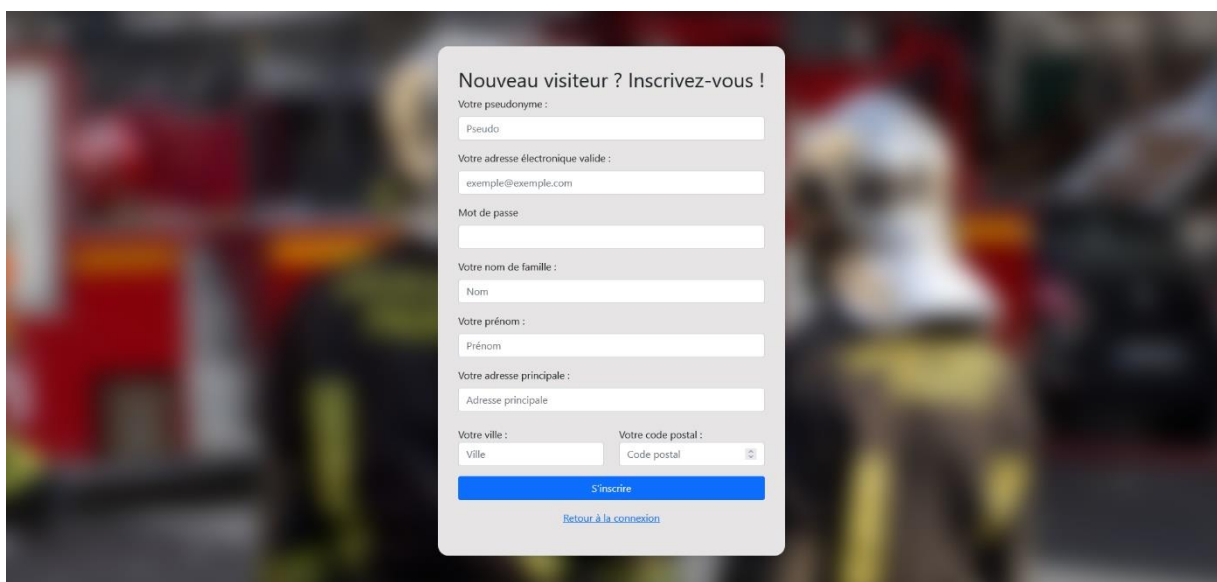 Nouveau visiteur ? Inscrivez-vous !
Votre pseudonyme :
Pseudo
Votre adresse électronique valide :
exemple@exemple.com
Mot de passe
Votre nom de famille :
Nom
Votre prénom :
Prénom
Votre adresse principale :
Adresse principale
Votre ville :
Ville
Votre code postal :
Code postal
S'inscrire
Retour à la connexion